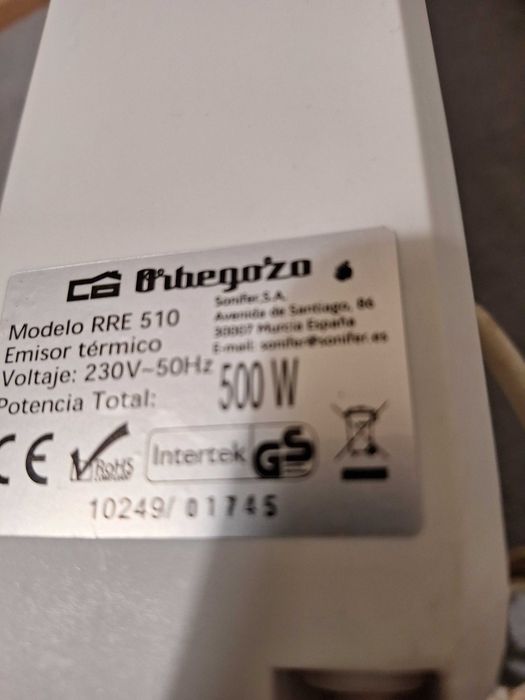 Orbegozo
Sonifer, S.A.
Avenida de Santiago, 86
30007 Murcia España
E-mail: sonifer@sonifer.es
Modelo RRE 510
Emisor térmico
Voltaje: 230V~50Hz
Potencia Total: 500 W
CE RoHS Intertek GS
10249/ 01745